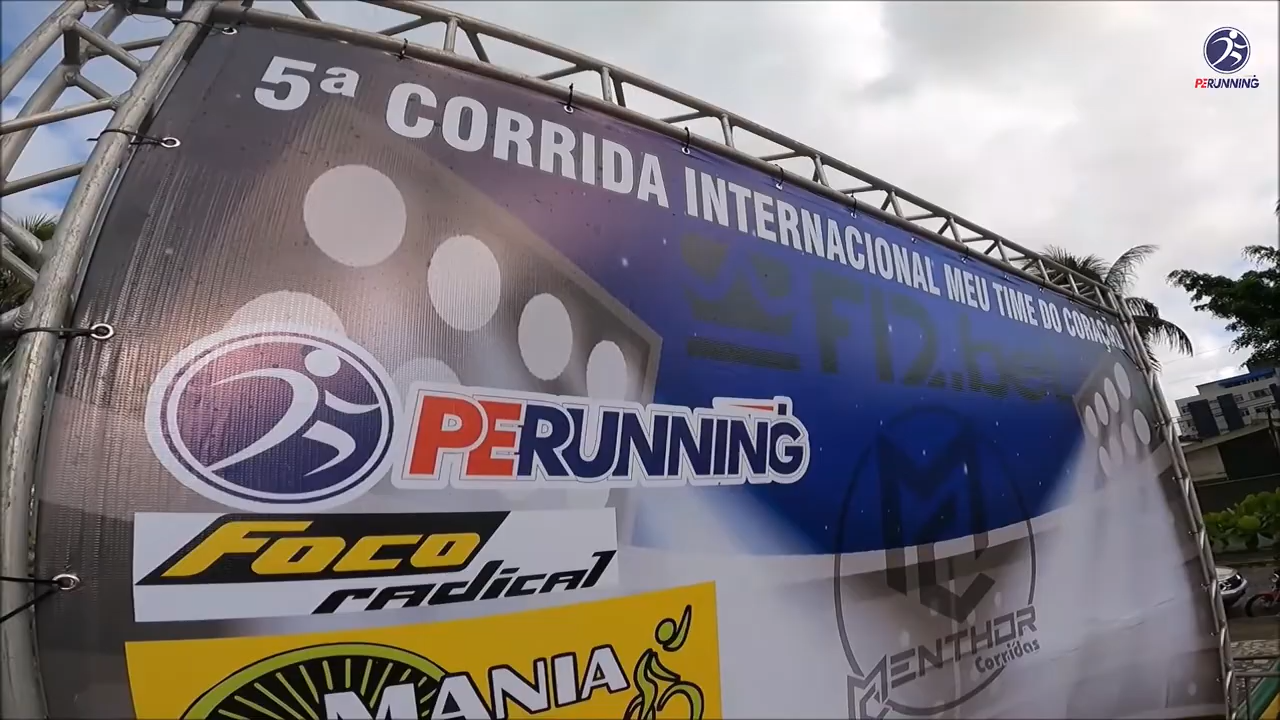 PERUNNING
5ª CORRIDA INTERNACIONAL MEU TIME DO CORAÇÃO
PERUNNING
FOCO
radical
MANIA
MENTHOR
Corridas